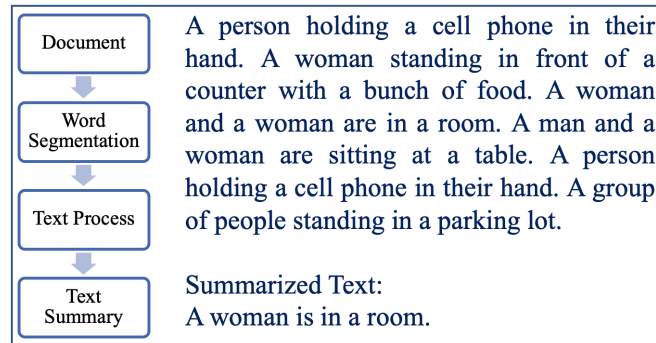 Document
Word
Segmentation
Text Process
Text
Summary
A person holding a cell phone in their
hand. A woman standing in front of a
counter with a bunch of food. A woman
and a woman are in a room. A man and a
woman are sitting at a table. A person
holding a cell phone in their hand. A group
of people standing in a parking lot.
Summarized Text:
A woman is in a room.